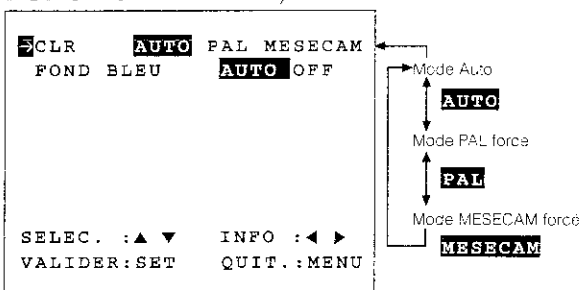 →CLR AUTO PAL MESECAM
FOND BLEU AUTO OFF
SELEC. :▲ ▼ INFO :◀ ▶
VALIDER:SET QUIT.:MENU
Mode Auto
AUTO
Mode PAL force
PAL
Mode MESECAM forcé
MESECAM